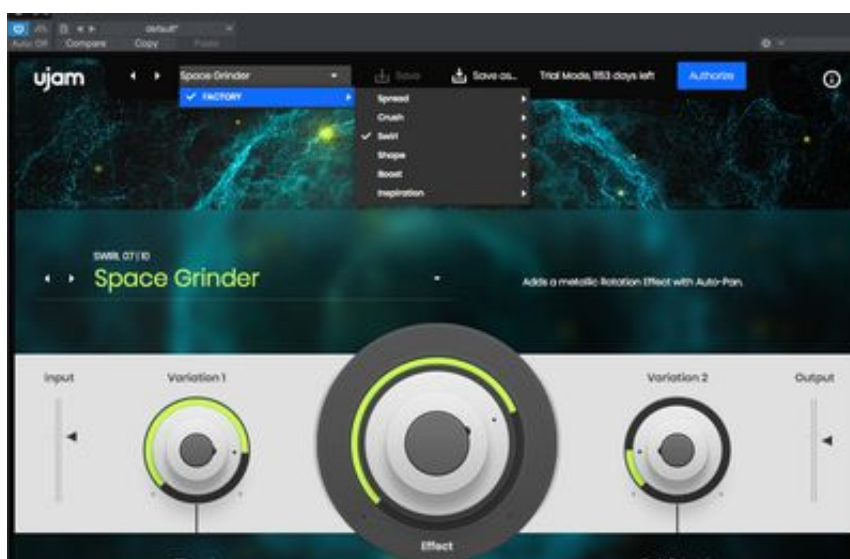 default*
Auto: Off Compare Copy Paste
ujam Space Grinder Save Save as... Trial Mode, 1153 days left Authorize
FACTORY
Spread
Crush
Swirl
Shape
Boost
Inspiration
SWIRL 07 | 10
Space Grinder
Adds a metallic Rotation Effect with Auto-Pan.
Input Variation 1 Variation 2 Output
Effect